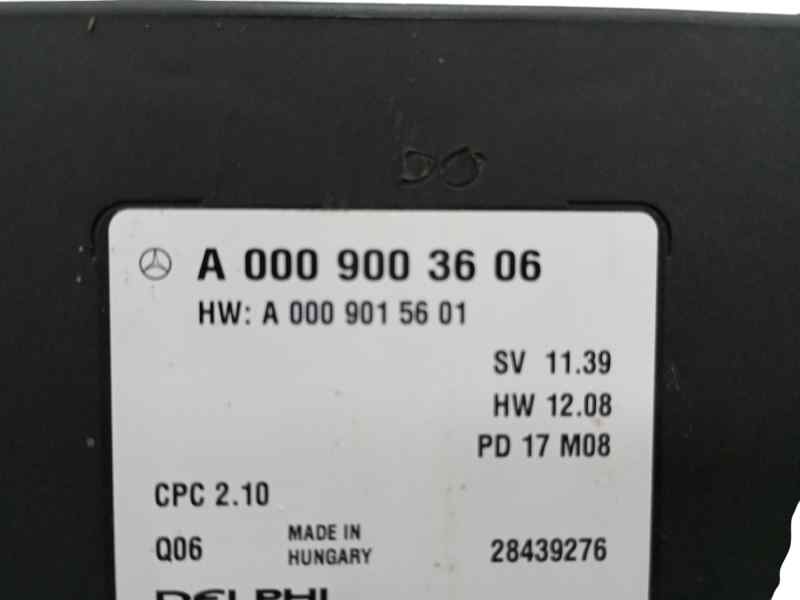 A 000 900 36 06
HW: A 000 901 56 01
SV 11.39
HW 12.08
PD 17 M08
CPC 2.10
Q06
MADE IN
HUNGARY
28439276
DELPHI